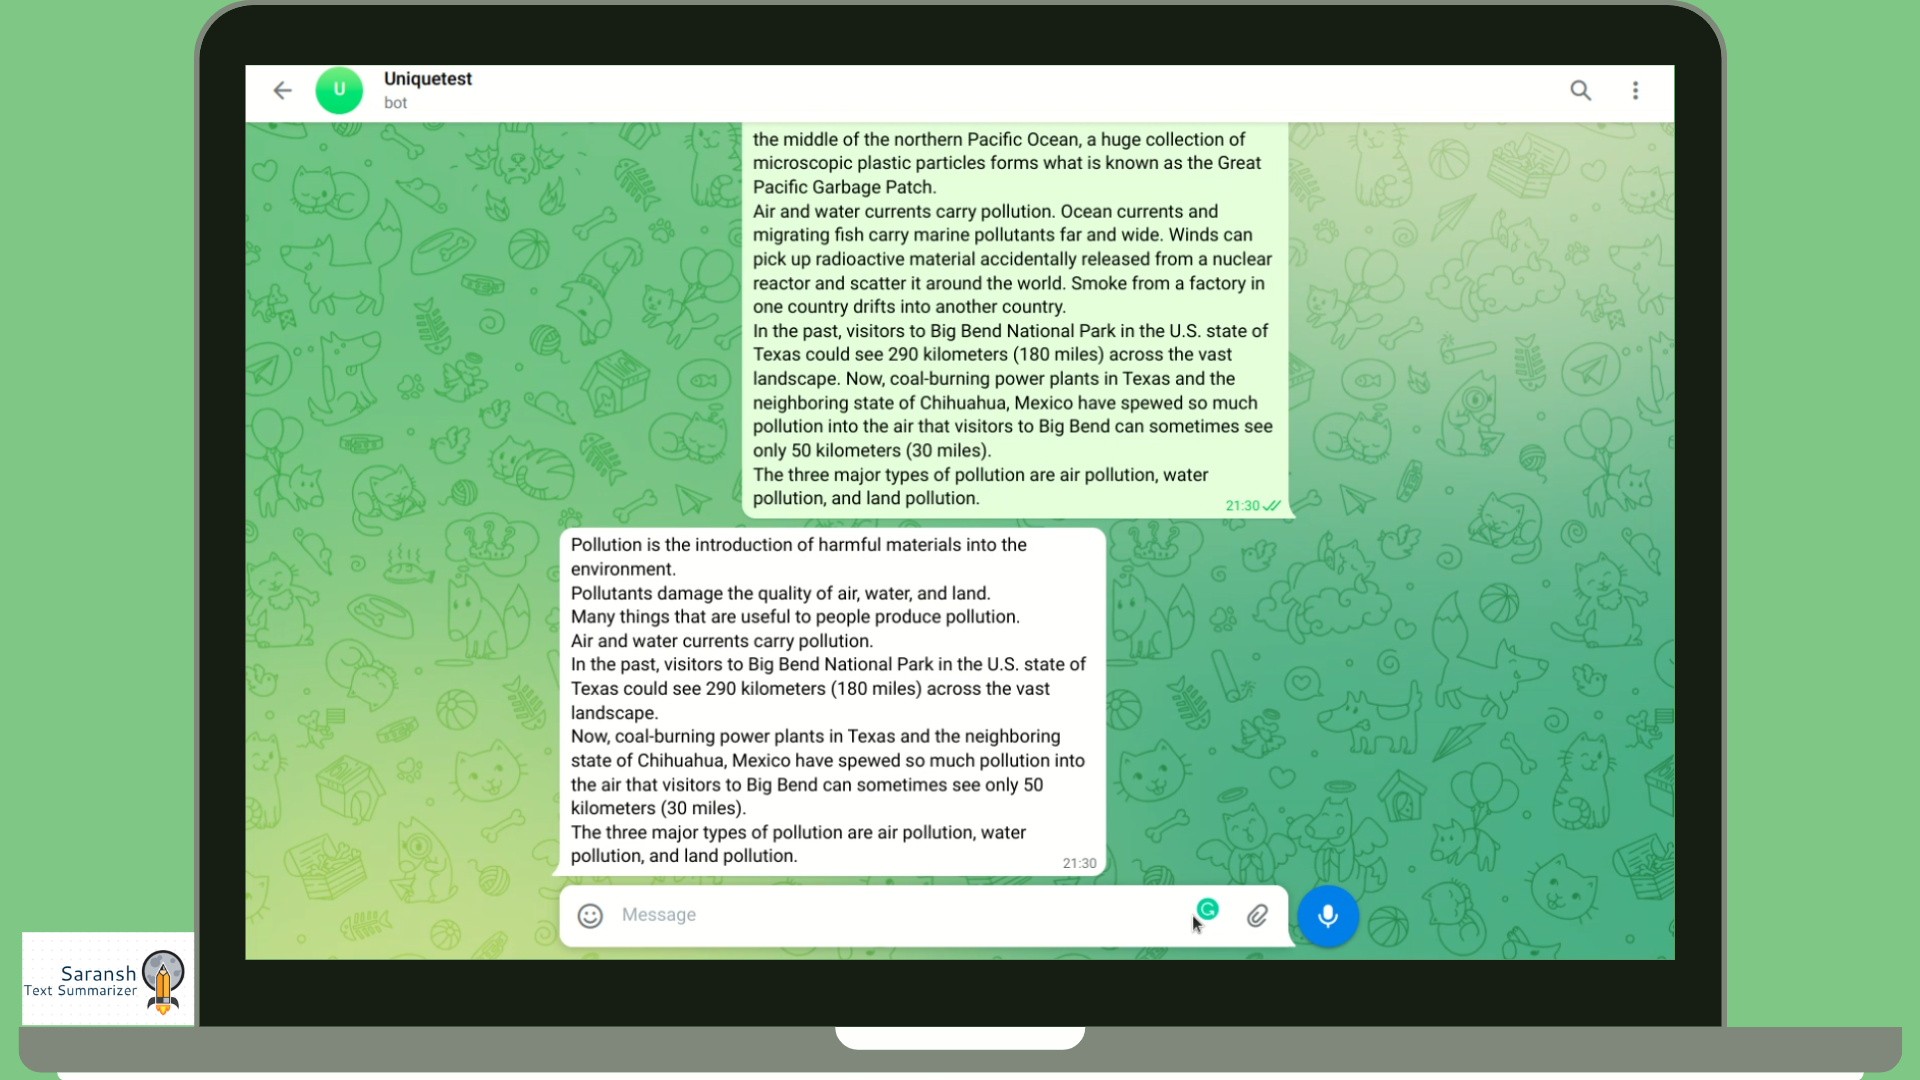 U
Uniquetest
bot
the middle of the northern Pacific Ocean, a huge collection of
microscopic plastic particles forms what is known as the Great
Pacific Garbage Patch.
Air and water currents carry pollution. Ocean currents and
migrating fish carry marine pollutants far and wide. Winds can
pick up radioactive material accidentally released from a nuclear
reactor and scatter it around the world. Smoke from a factory in
one country drifts into another country.
In the past, visitors to Big Bend National Park in the U.S. state of
Texas could see 290 kilometers (180 miles) across the vast
landscape. Now, coal-burning power plants in Texas and the
neighboring state of Chihuahua, Mexico have spewed so much
pollution into the air that visitors to Big Bend can sometimes see
only 50 kilometers (30 miles).
The three major types of pollution are air pollution, water
pollution, and land pollution.
21:30
Pollution is the introduction of harmful materials into the
environment.
Pollutants damage the quality of air, water, and land.
Many things that are useful to people produce pollution.
Air and water currents carry pollution.
In the past, visitors to Big Bend National Park in the U.S. state of
Texas could see 290 kilometers (180 miles) across the vast
landscape.
Now, coal-burning power plants in Texas and the neighboring
state of Chihuahua, Mexico have spewed so much pollution into
the air that visitors to Big Bend can sometimes see only 50
kilometers (30 miles).
The three major types of pollution are air pollution, water
pollution, and land pollution.
21:30
Message
Saransh
Text Summarizer